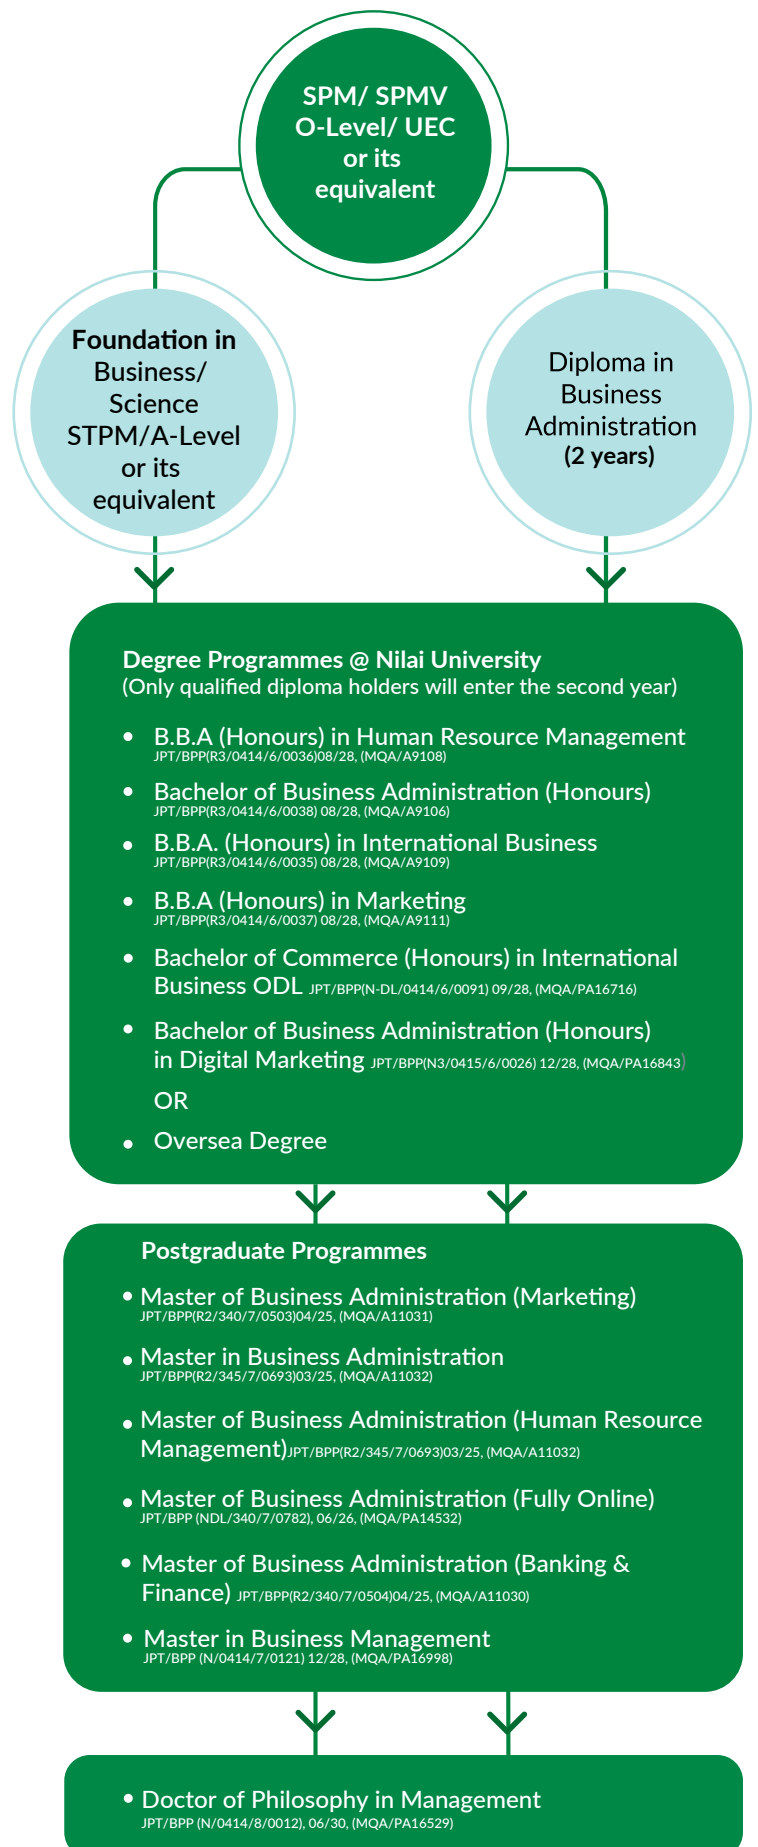 SPM/ SPMV
O-Level/ UEC
or its
equivalent
Foundation in
Business/
Science
STPM/A-Level
or its
equivalent
Diploma in
Business
Administration
(2 years)
Degree Programmes @ Nilai University
(Only qualified diploma holders will enter the second year)
• B.B.A (Honours) in Human Resource Management
JPT/BPP(R3/0414/6/0036)08/28, (MQA/A9108)
• Bachelor of Business Administration (Honours)
JPT/BPP(R3/0414/6/0038) 08/28, (MQA/A9106)
• B.B.A. (Honours) in International Business
JPT/BPP(R3/0414/6/0035) 08/28, (MQA/A9109)
• B.B.A (Honours) in Marketing
JPT/BPP(R3/0414/6/0037) 08/28, (MQA/A9111)
• Bachelor of Commerce (Honours) in International
Business ODL JPT/BPP(N-DL/0414/6/0091) 09/28, (MQA/PA16716)
• Bachelor of Business Administration (Honours)
in Digital Marketing JPT/BPP(N3/0415/6/0026) 12/28, (MQA/PA16843)
OR
• Oversea Degree
Postgraduate Programmes
• Master of Business Administration (Marketing)
JPT/BPP(R2/340/7/0503)04/25, (MQA/A11031)
• Master in Business Administration
JPT/BPP(R2/345/7/0693)03/25, (MQA/A11032)
• Master of Business Administration (Human Resource
Management)JPT/BPP(R2/345/7/0693)03/25, (MQA/A11032)
• Master of Business Administration (Fully Online)
JPT/BPP (NDL/340/7/0782), 06/26, (MQA/PA14532)
• Master of Business Administration (Banking &
Finance) JPT/BPP(R2/340/7/0504)04/25, (MQA/A11030)
• Master in Business Management
JPT/BPP (N/0414/7/0121) 12/28, (MQA/PA16998)
• Doctor of Philosophy in Management
JPT/BPP (N/0414/8/0012), 06/30, (MQA/PA16529)